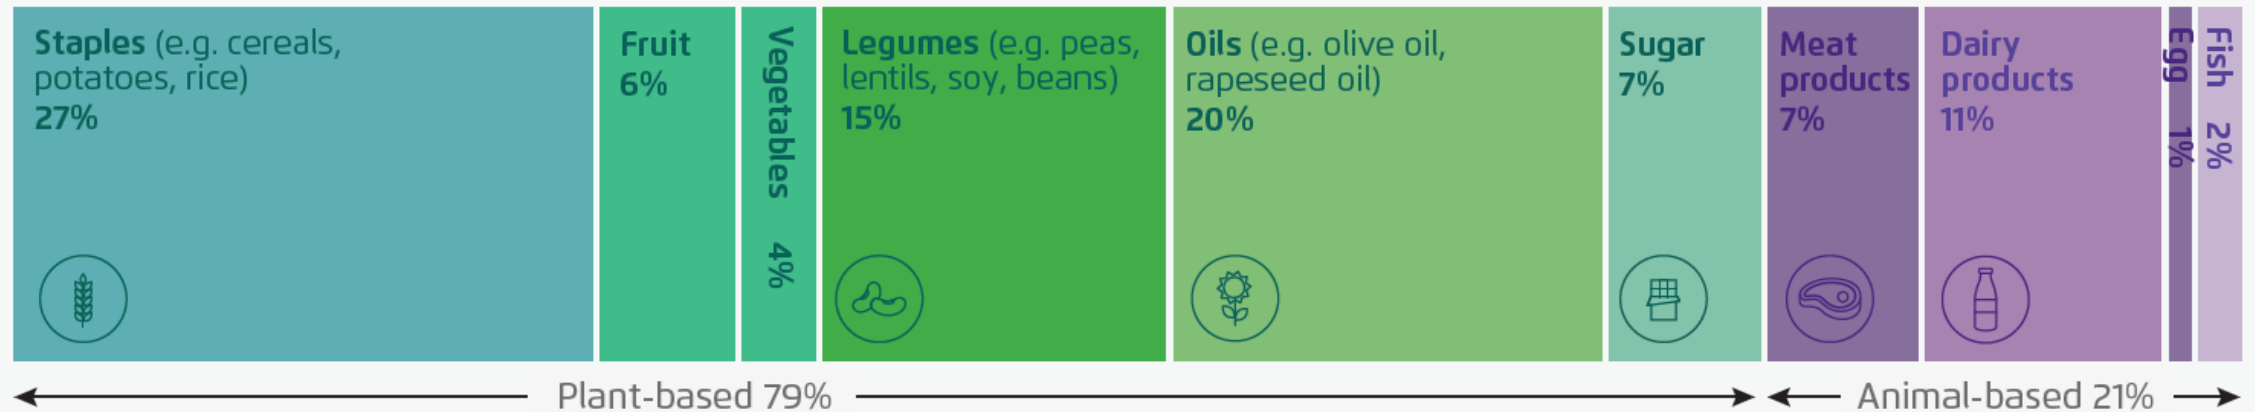 Staples (e.g. cereals,
potatoes, rice)
27%
Fruit
6%
Vegetables 4%
Legumes (e.g. peas,
lentils, soy, beans)
15%
Oils (e.g. olive oil,
rapeseed oil)
20%
Sugar
7%
Meat
products
7%
Dairy
products
11%
Egg 1%
Fish 2%
Plant-based 79%
Animal-based 21%